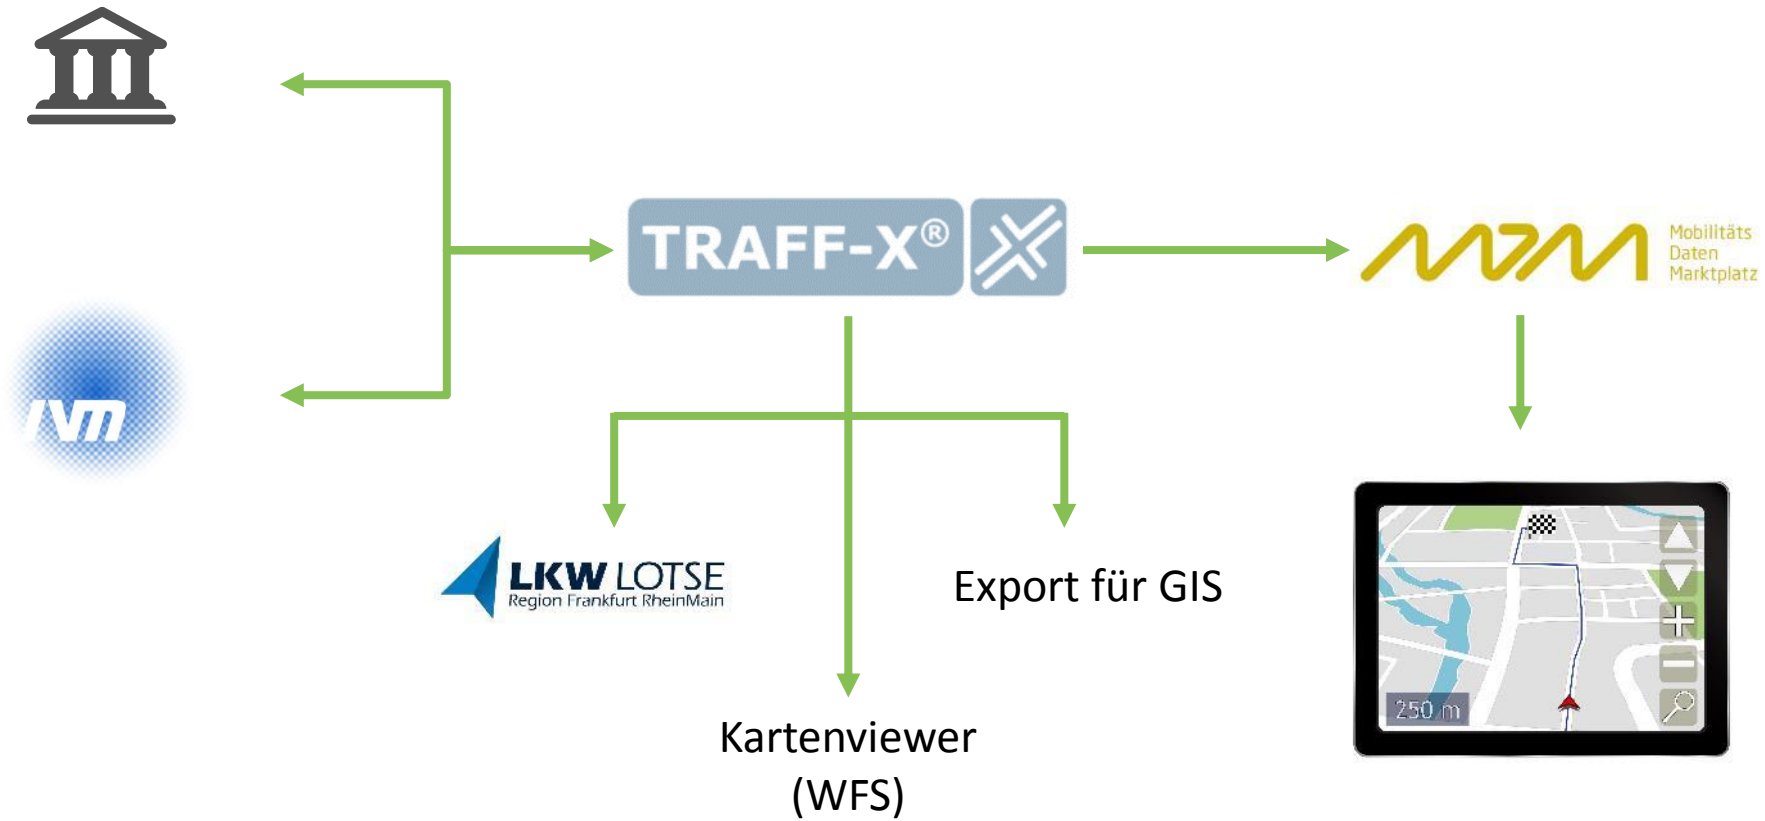 TRAFF-X®
Mobilitäts
Daten
Marktplatz
ivm
LKW LOTSE
Region Frankfurt RheinMain
Export für GIS
250 m
Kartenviewer
(WFS)